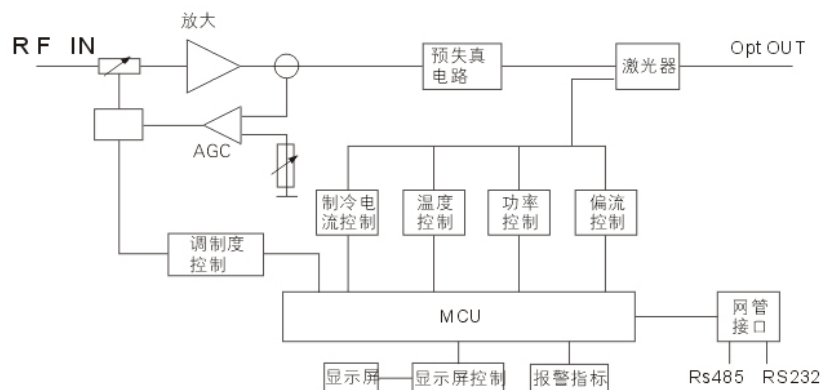 放大
RF IN
预失真
电路
激光器
Opt OUT
AGC
制冷电
流控制
温度
控制
功率
控制
偏流
控制
调制度
控制
MCU
网管
接口
Rs485
RS232
显示屏
显示屏控制
报警指标